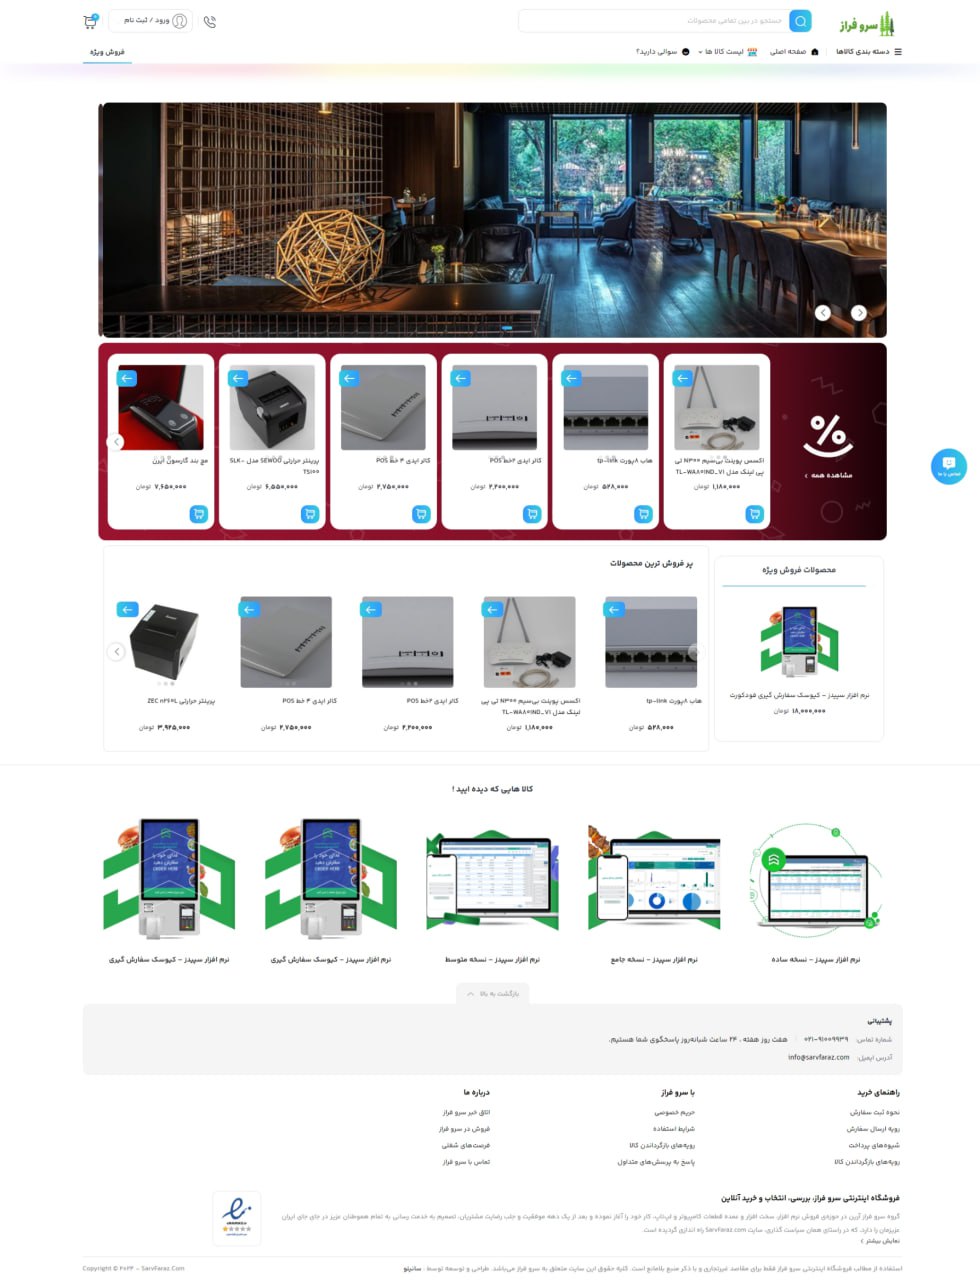 سرو فراز
جستجو در بین تمامی محصولات
ورود / ثبت نام
دسته بندی کالاها
صفحه اصلی
لیست کالا ها
سوالی دارید؟
فروش ویژه
مشاهده همه
اکسس پوینت بی‌سیم N300 تی پی لینک مدل TL-WA801ND_V1
۱,۱۸۰,۰۰۰ تومان
هاب ۸پورت tp-link
۵۲۸,۰۰۰ تومان
کالر ایدی ۲خط POS
۲,۲۰۰,۰۰۰ تومان
کالر ایدی ۴ خط POS
۲,۷۵۰,۰۰۰ تومان
پرینتر حرارتی SEWOO مدل SLK-TS100
۶,۵۵۰,۰۰۰ تومان
مچ بند گارسون آیرن
۷,۶۵۰,۰۰۰ تومان
تماس با ما
محصولات فروش ویژه
نرم افزار سپیدز - کیوسک سفارش گیری فودکورت
۱۸,۰۰۰,۰۰۰ تومان
پر فروش ترین محصولات
هاب ۸پورت tp-link
۵۲۸,۰۰۰ تومان
اکسس پوینت بی‌سیم N300 تی پی لینک مدل TL-WA801ND_V1
۱,۱۸۰,۰۰۰ تومان
کالر ایدی ۲خط POS
۲,۲۰۰,۰۰۰ تومان
کالر ایدی ۴ خط POS
۲,۷۵۰,۰۰۰ تومان
پرینتر حرارتی ZEC n260L
۳,۹۲۵,۰۰۰ تومان
کالا هایی که دیده ایید !
نرم افزار سپیدز - نسخه ساده
نرم افزار سپیدز - نسخه جامع
نرم افزار سپیدز - نسخه متوسط
نرم افزار سپیدز - کیوسک سفارش گیری
نرم افزار سپیدز - کیوسک سفارش گیری
غذای خود را سفارش دهید
ORDER HERE
بازگشت به بالا
پشتیبانی
شماره تماس: ۰۲۱-۹۱۰۰۹۹۳۹ | هفت روز هفته ، ۲۴ ساعت شبانه‌روز پاسخگوی شما هستیم.
آدرس ایمیل: info@sarvfaraz.com
راهنمای خرید
نحوه ثبت سفارش
رویه ارسال سفارش
شیوه‌های پرداخت
رویه‌های بازگرداندن کالا
با سرو فراز
حریم خصوصی
شرایط استفاده
رویه‌های بازگرداندن کالا
پاسخ به پرسش‌های متداول
درباره ما
اتاق خبر سرو فراز
فروش در سرو فراز
فرصت‌های شغلی
تماس با سرو فراز
فروشگاه اینترنتی سرو فراز، بررسی، انتخاب و خرید آنلاین
گروه سرو فراز آرین در حوزه‌ی فروش نرم افزار، سخت افزار و عمده قطعات کامپیوتر و لپ‌تاپ، کار خود را آغاز نموده و بعد از یک دهه موفقیت و جلب رضایت مشتریان، تصمیم به خدمت رسانی به تمام هموطنان عزیز در جای جای ایران
عزیزمان را دارد، که در راستای همان سیاست گذاری، سایت SarvFaraz.com راه اندازی گردیده است.
نمایش بیشتر
استفاده از مطالب فروشگاه اینترنتی سرو فراز فقط برای مقاصد غیرتجاری و با ذکر منبع بلامانع است. کلیه حقوق این سایت متعلق به سرو فراز می‌باشد. طراحی و توسعه توسط : سانیلو
Copyright © ۲۰۲۴ - SarvFaraz.Com